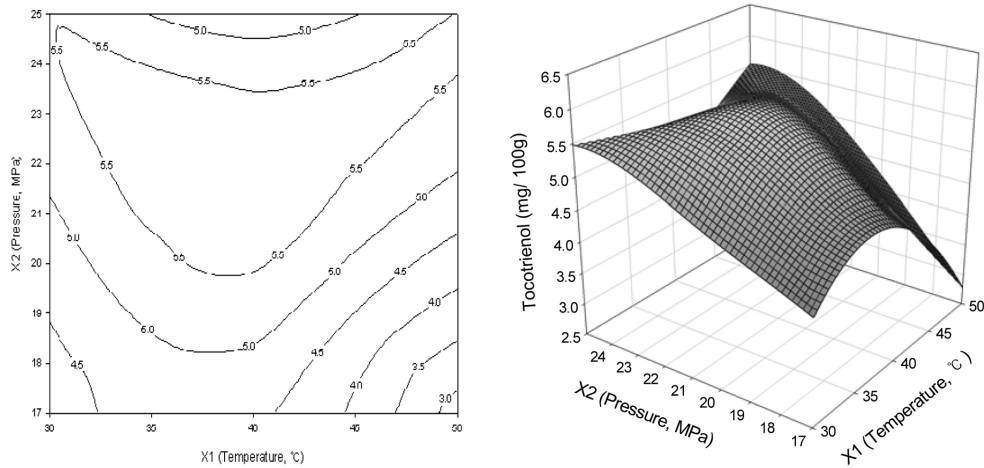 25
24
23
22
21
20
19
18
17
X2 (Pressure, MPa)
30 35 40 40 50
X1 (Temperature, ℃)
5.0 5.0
5.5 5.5 5.5
5.5 5.5
5.5 5.5
5.0
5.0
5.5 5.5
5.0 4.5
5.0 5.0 4.0
4.5 4.5
3.5
4.0
3.0
6.5
6.0
5.5
5.0
4.5
4.0
3.5
3.0
2.5
Tocotrienol (mg/ 100g)
24 23 22 21 20 19 18 17
X2 (Pressure, MPa)
30 35 40 45 50
X1 (Temperature, ℃)